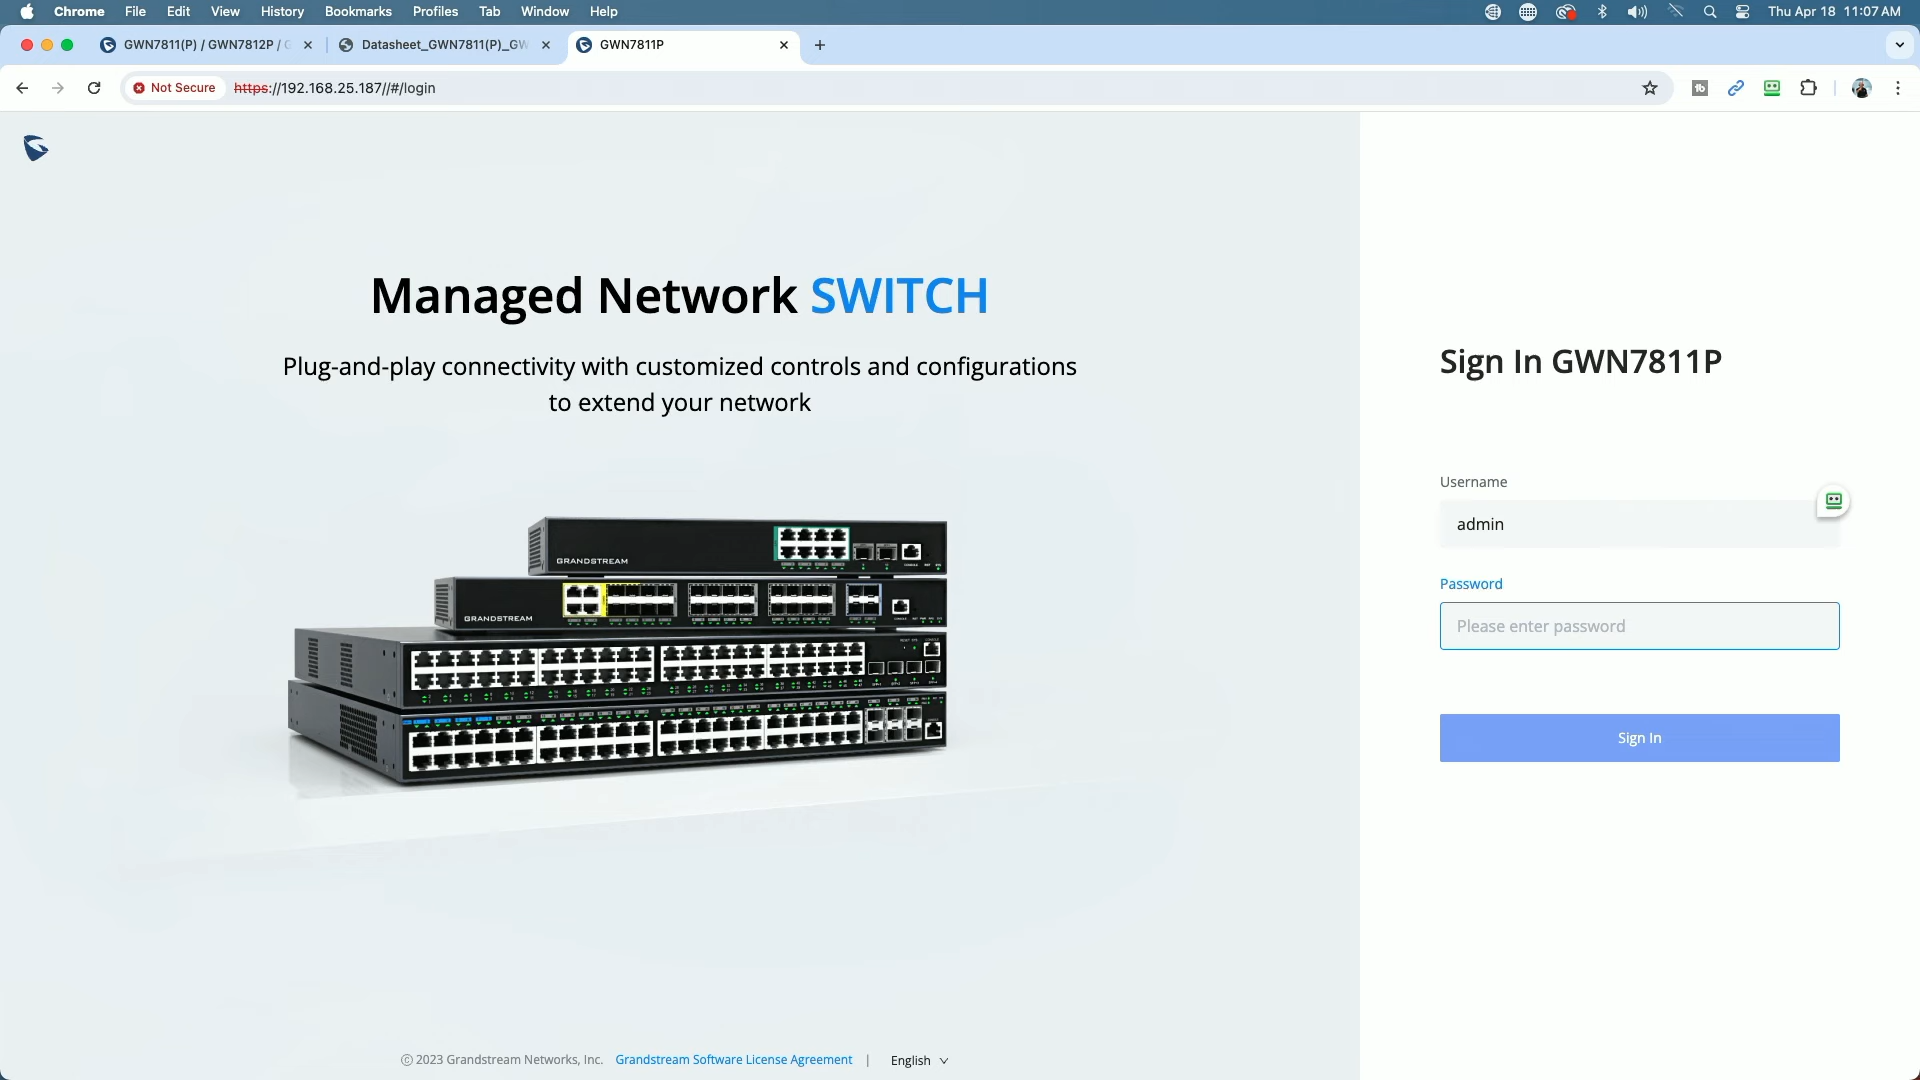 Chrome File Edit View History Bookmarks Profiles Tab Window Help Thu Apr 18 11:07 AM
GWN7811(P) / GWN7812P / G
Datasheet_GWN7811(P)_GW
GWN7811P
Not Secure https://192.168.25.187//#/login
Managed Network SWITCH
Plug-and-play connectivity with customized controls and configurations
to extend your network
GRANDSTREAM
GRANDSTREAM
Sign In GWN7811P
Username
admin
Password
Please enter password
Sign In
© 2023 Grandstream Networks, Inc. Grandstream Software License Agreement | English